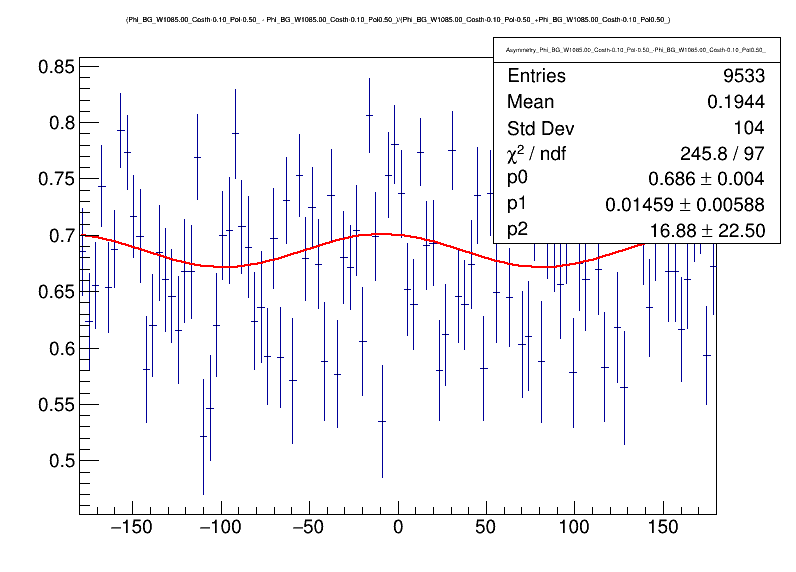 (Phi_BG_W1085.00_Costh-0.10_Pol-0.50_ - Phi_BG_W1085.00_Costh-0.10_Pol0.50_)/(Phi_BG_W1085.00_Costh-0.10_Pol-0.50_+Phi_BG_W1085.00_Costh-0.10_Pol0.50_)
Asymmetry_Phi_BG_W1085.00_Costh-0.10_Pol-0.50_-Phi_BG_W1085.00_Costh-0.10_Pol0.50_
Entries 9533
Mean 0.1944
Std Dev 104
χ² / ndf 245.8 / 97
p0 0.686 ± 0.004
p1 0.01459 ± 0.00588
p2 16.88 ± 22.50
0.85
0.8
0.75
0.7
0.65
0.6
0.55
0.5
−150 −100 −50 0 50 100 150